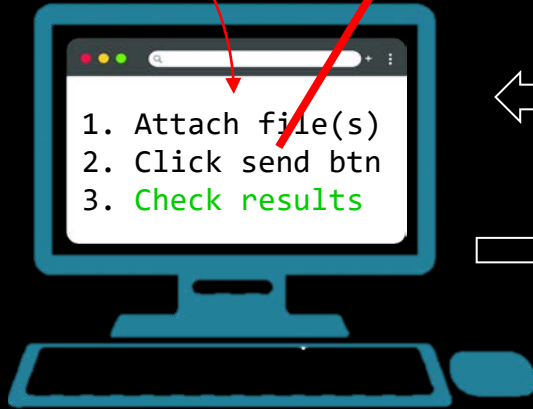 1. Attach file(s)
2. Click send btn
3. Check results